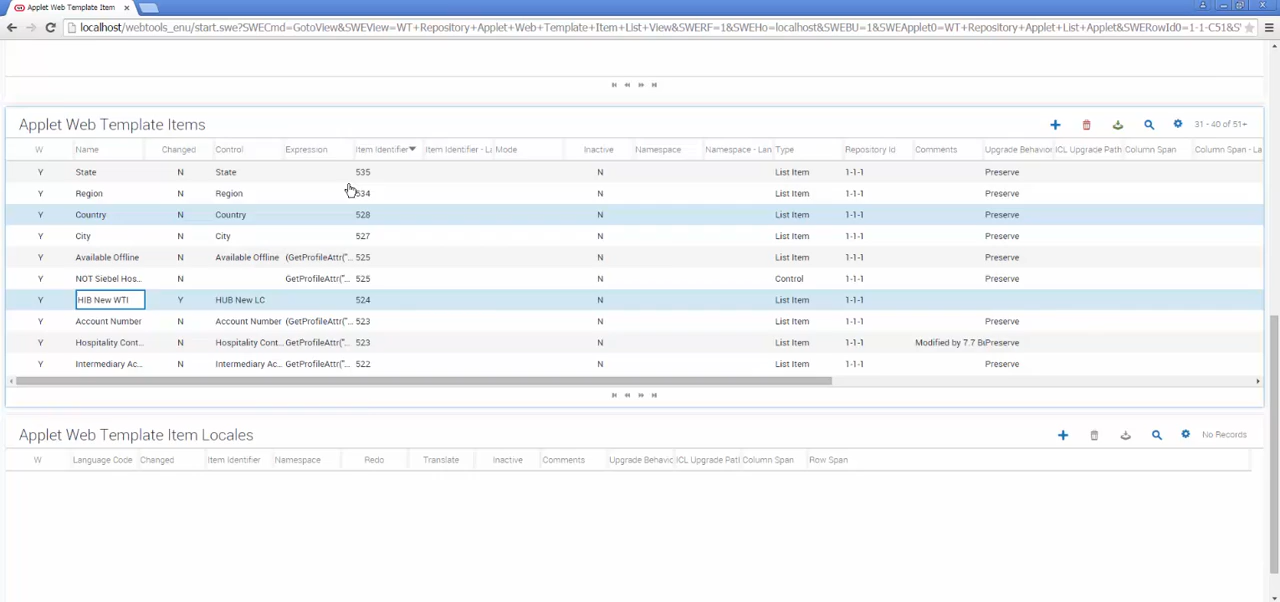 Applet Web Template Item
localhost/webtools_enu/start.swe?SWECmd=GotoView&SWEView=WT+Repository+Applet+Web+Template+Item+List+View&SWERF=1&SWEHo=localhost&SWEBU=1&SWEApplet0=WT+Repository+Applet+List+Applet&SWERowId0=1-1-C51&S'
Applet Web Template Items
31 - 40 of 51+
W Name Changed Control Expression Item Identifier Item Identifier - La Mode Inactive Namespace Namespace - Lan Type Repository Id Comments Upgrade Behavior ICL Upgrade Path Column Span Column Span - La
Y State N State 535 N List Item 1-1-1 Preserve
Y Region N Region 534 N List Item 1-1-1 Preserve
Y Country N Country 528 N List Item 1-1-1 Preserve
Y City N City 527 N List Item 1-1-1 Preserve
Y Available Offline N Available Offline (GetProfileAttr("... 525 N List Item 1-1-1 Preserve
Y NOT Siebel Hos... N GetProfileAttr("... 525 N Control 1-1-1 Preserve
Y HIB New WTI Y HUB New LC 524 N List Item 1-1-1
Y Account Number N Account Number (GetProfileAttr("... 523 N List Item 1-1-1 Preserve
Y Hospitality Cont... N Hospitality Cont... GetProfileAttr("... 523 N List Item 1-1-1 Modified by 7.7 Bu Preserve
Y Intermediary Ac... N Intermediary Ac... GetProfileAttr("... 522 N List Item 1-1-1 Preserve
Applet Web Template Item Locales
No Records
W Language Code Changed Item Identifier Namespace Redo Translate Inactive Comments Upgrade Behavic ICL Upgrade Patl Column Span Row Span